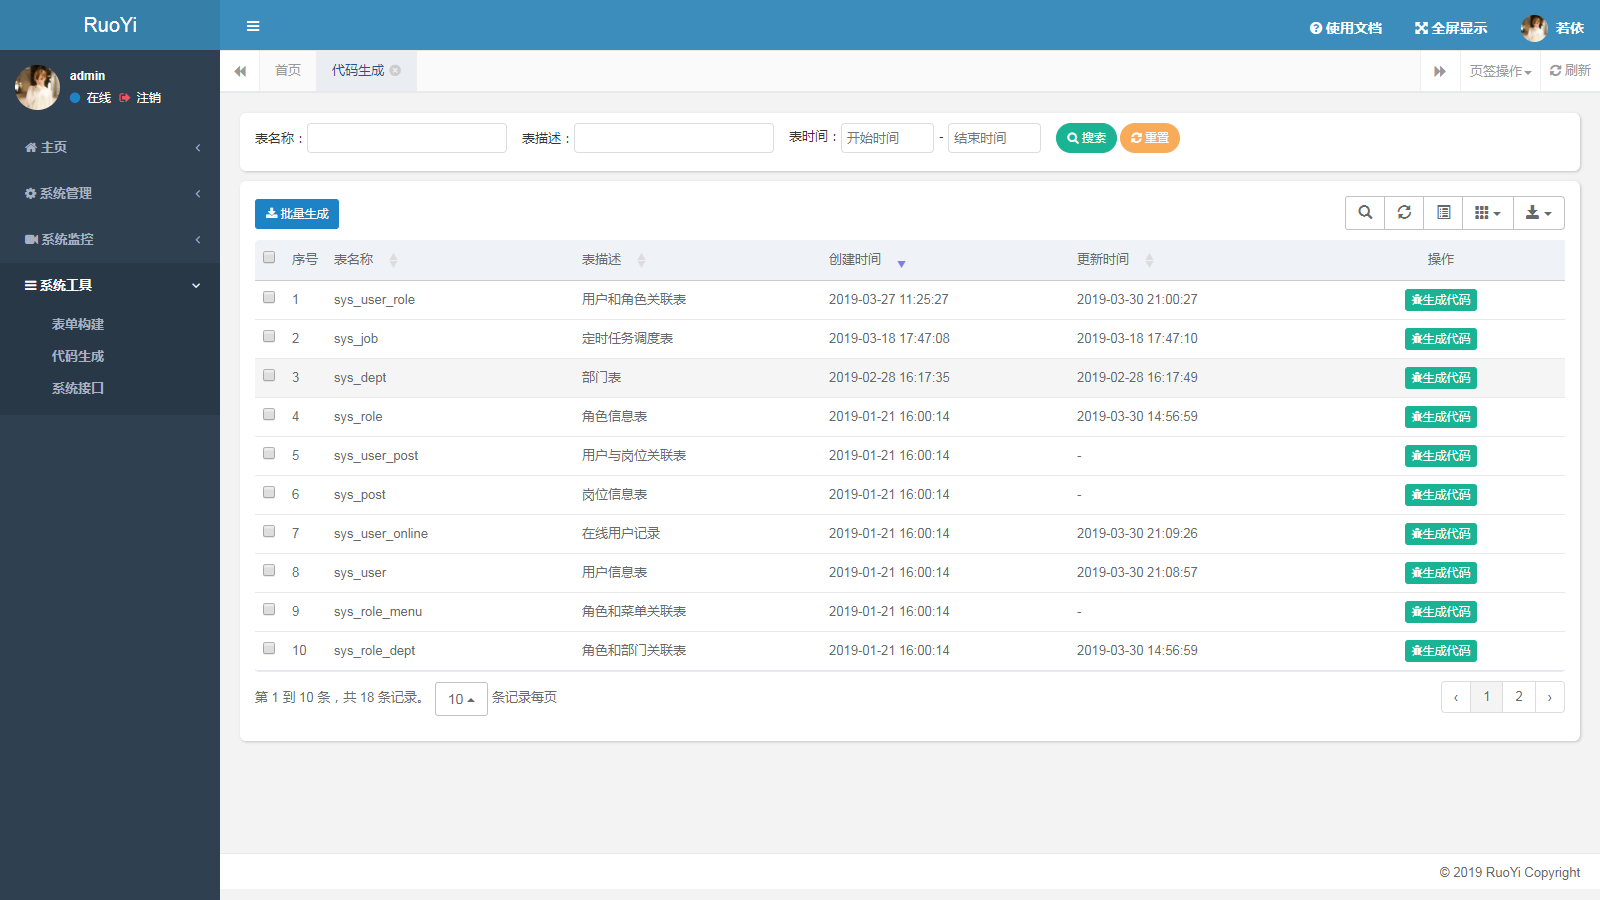 RuoYi
使用文档 全屏显示 若依
admin
在线 注销
首页 代码生成 页签操作 刷新
主页
系统管理
系统监控
系统工具
表单构建
代码生成
系统接口
表名称： 表描述： 表时间： 开始时间 - 结束时间 搜索 重置
批量生成
序号 表名称 表描述 创建时间 更新时间 操作
1 sys_user_role 用户和角色关联表 2019-03-27 11:25:27 2019-03-30 21:00:27 生成代码
2 sys_job 定时任务调度表 2019-03-18 17:47:08 2019-03-18 17:47:10 生成代码
3 sys_dept 部门表 2019-02-28 16:17:35 2019-02-28 16:17:49 生成代码
4 sys_role 角色信息表 2019-01-21 16:00:14 2019-03-30 14:56:59 生成代码
5 sys_user_post 用户与岗位关联表 2019-01-21 16:00:14 - 生成代码
6 sys_post 岗位信息表 2019-01-21 16:00:14 - 生成代码
7 sys_user_online 在线用户记录 2019-01-21 16:00:14 2019-03-30 21:09:26 生成代码
8 sys_user 用户信息表 2019-01-21 16:00:14 2019-03-30 21:08:57 生成代码
9 sys_role_menu 角色和菜单关联表 2019-01-21 16:00:14 - 生成代码
10 sys_role_dept 角色和部门关联表 2019-01-21 16:00:14 2019-03-30 14:56:59 生成代码
第 1 到 10 条，共 18 条记录。 10 条记录每页 ‹ 1 2 ›
© 2019 RuoYi Copyright